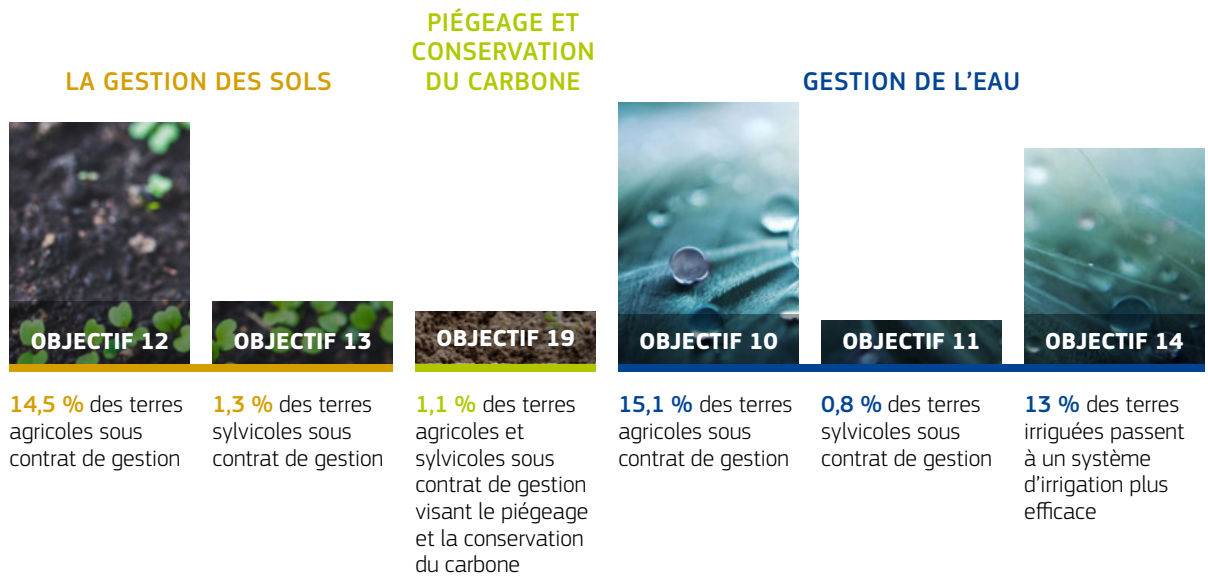 LA GESTION DES SOLS
OBJECTIF 12
14,5 % des terres
agricoles sous
contrat de gestion
OBJECTIF 13
1,3 % des terres
sylvicoles sous
contrat de gestion
PIÉGEAGE ET
CONSERVATION
DU CARBONE
OBJECTIF 19
1,1 % des terres
agricoles et
sylvicoles sous
contrat de gestion
visant le piégeage
et la conservation
du carbone
GESTION DE L’EAU
OBJECTIF 10
15,1 % des terres
agricoles sous
contrat de gestion
OBJECTIF 11
0,8 % des terres
sylvicoles sous
contrat de gestion
OBJECTIF 14
13 % des terres
irriguées passent
à un système
d’irrigation plus
efficace